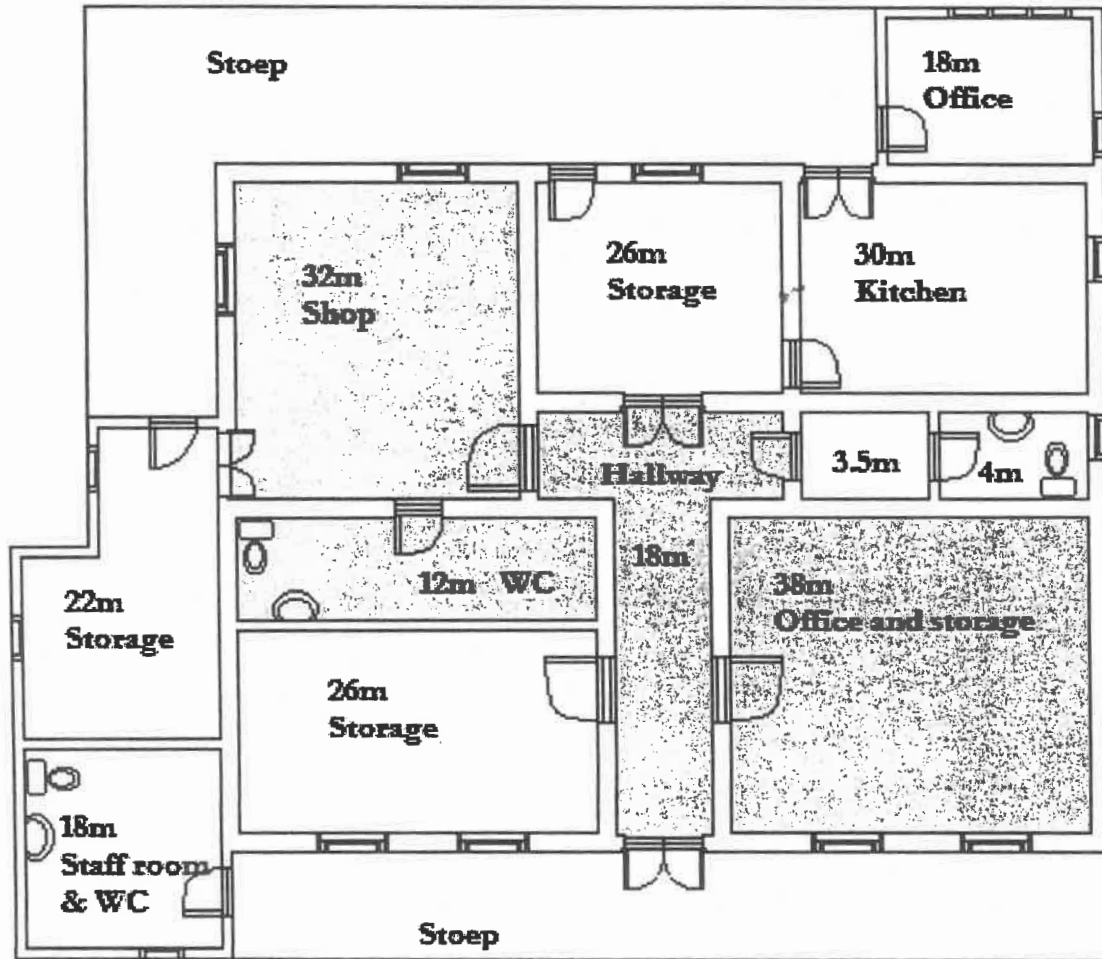 Stoep
18m
Office
32m
Shop
26m
Storage
30m
Kitchen
Hallway
3.5m
4m
18m
12m WC
38m
Office and storage
22m
Storage
26m
Storage
18m
Staff room
& WC
Stoep